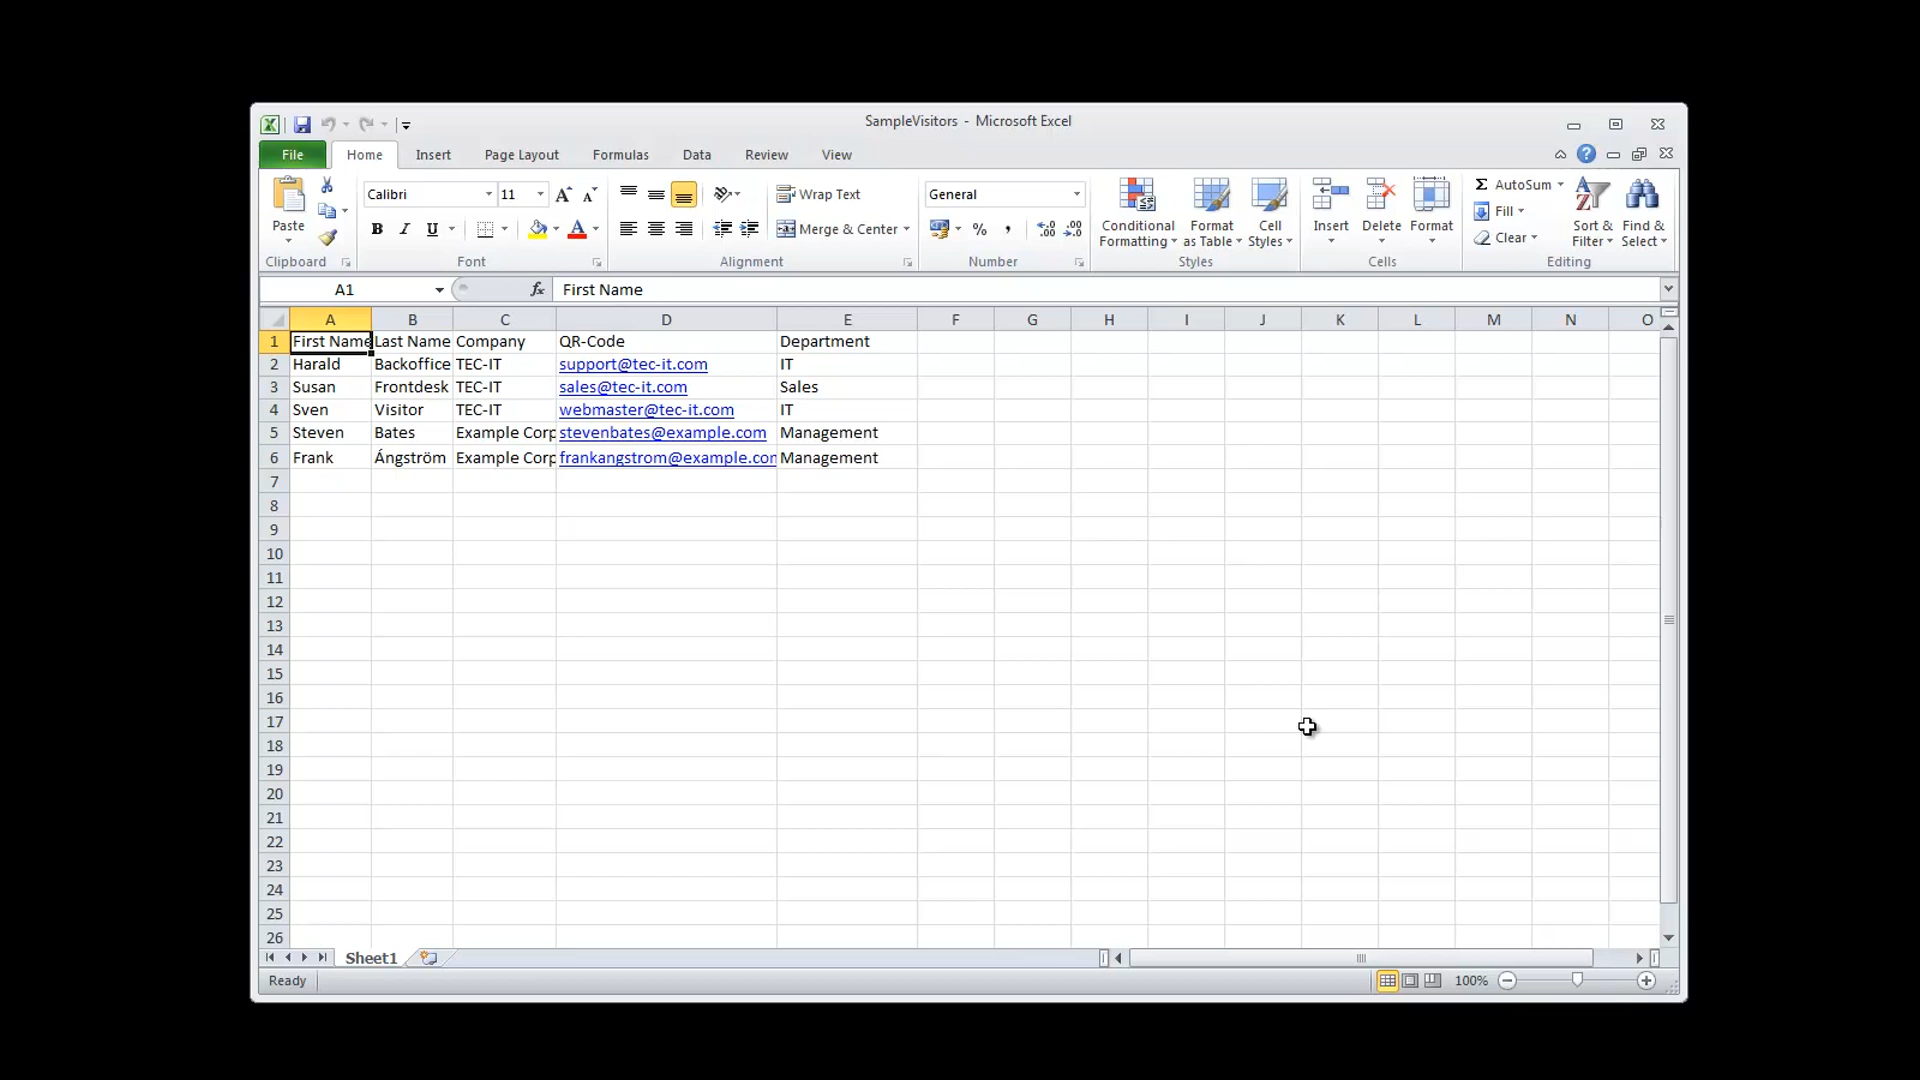 SampleVisitors - Microsoft Excel
File Home Insert Page Layout Formulas Data Review View
Calibri 11 Wrap Text General AutoSum
Paste Conditional Formatting Format as Table Cell Styles Insert Delete Format Fill Sort & Filter Find & Select
B I U Merge & Center % , Clear
Clipboard Font Alignment Number Styles Cells Editing
A1 fx First Name
A B C D E F G H I J K L M N O
1 First Name Last Name Company QR-Code Department
2 Harald Backoffice TEC-IT support@tec-it.com IT
3 Susan Frontdesk TEC-IT sales@tec-it.com Sales
4 Sven Visitor TEC-IT webmaster@tec-it.com IT
5 Steven Bates Example Corp stevenbates@example.com Management
6 Frank Ángström Example Corp frankangstrom@example.con Management
7
8
9
10
11
12
13
14
15
16
17
18
19
20
21
22
23
24
25
26
Sheet1
Ready 100%